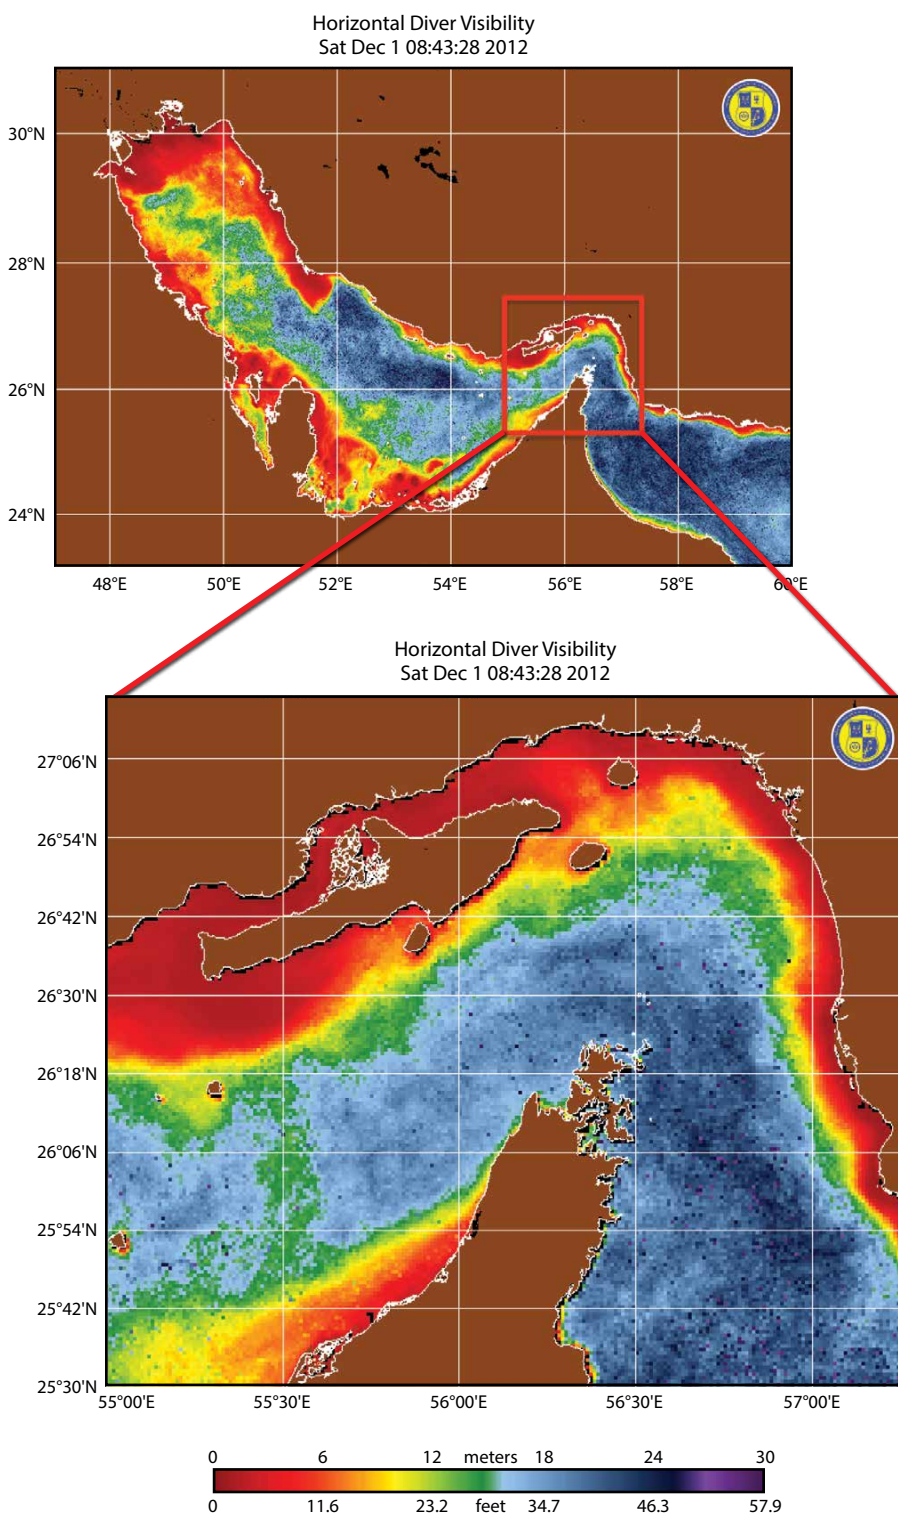 Horizontal Diver Visibility
Sat Dec 1 08:43:28 2012
30°N
28°N
26°N
24°N
48°E 50°E 52°E 54°E 56°E 58°E 60°E
Horizontal Diver Visibility
Sat Dec 1 08:43:28 2012
27°06'N
26°54'N
26°42'N
26°30'N
26°18'N
26°06'N
25°54'N
25°42'N
25°30'N
55°00'E 55°30'E 56°00'E 56°30'E 57°00'E
0 6 12 meters 18 24 30
0 11.6 23.2 feet 34.7 46.3 57.9